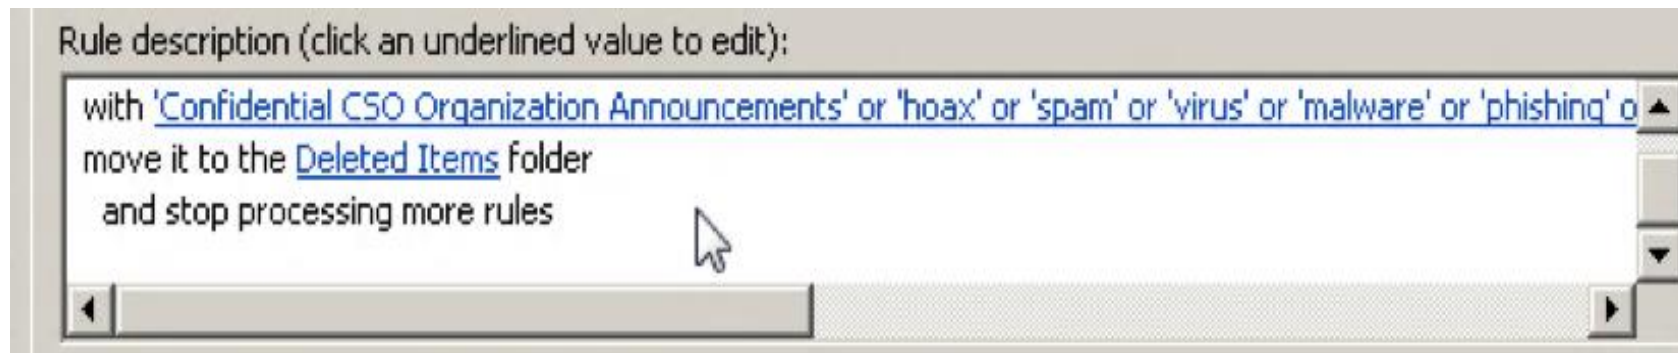 Rule description (click an underlined value to edit):
with 'Confidential CSO Organization Announcements' or 'hoax' or 'spam' or 'virus' or 'malware' or 'phishing' o
move it to the Deleted Items folder
and stop processing more rules